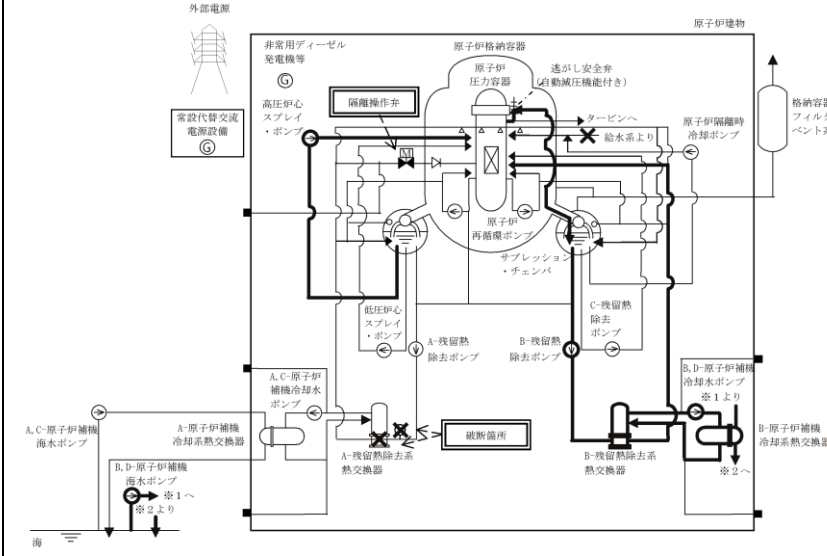 外部電源
原子炉建物
非常用ディーゼル
発電機等
G
原子炉格納容器
原子炉
圧力容器
逃がし安全弁
(自動減圧機能付き)
常設代替交流
電源設備
G
高圧炉心
スプレイ
・ポンプ
隔離操作弁
M
タービンへ
給水系より
原子炉隔離時
冷却ポンプ
格納容器
フィルタ
ベント系
原子炉
再循環ポンプ
サプレッション
・チェンバ
低圧炉心
スプレイ
・ポンプ
A-残留熱
除去ポンプ
B-残留熱
除去ポンプ
C-残留熱
除去
ポンプ
A,C-原子炉
補機冷却水
ポンプ
B,D-原子炉補機
冷却水ポンプ
※1より
A,C-原子炉補機
海水ポンプ
A-原子炉補機
冷却系熱交換器
破断箇所
B-原子炉補機
冷却系熱交換器
A-残留熱除去系
熱交換器
B-残留熱除去系
熱交換器
※2へ
B,D-原子炉補機
海水ポンプ
※1へ
※2より
海